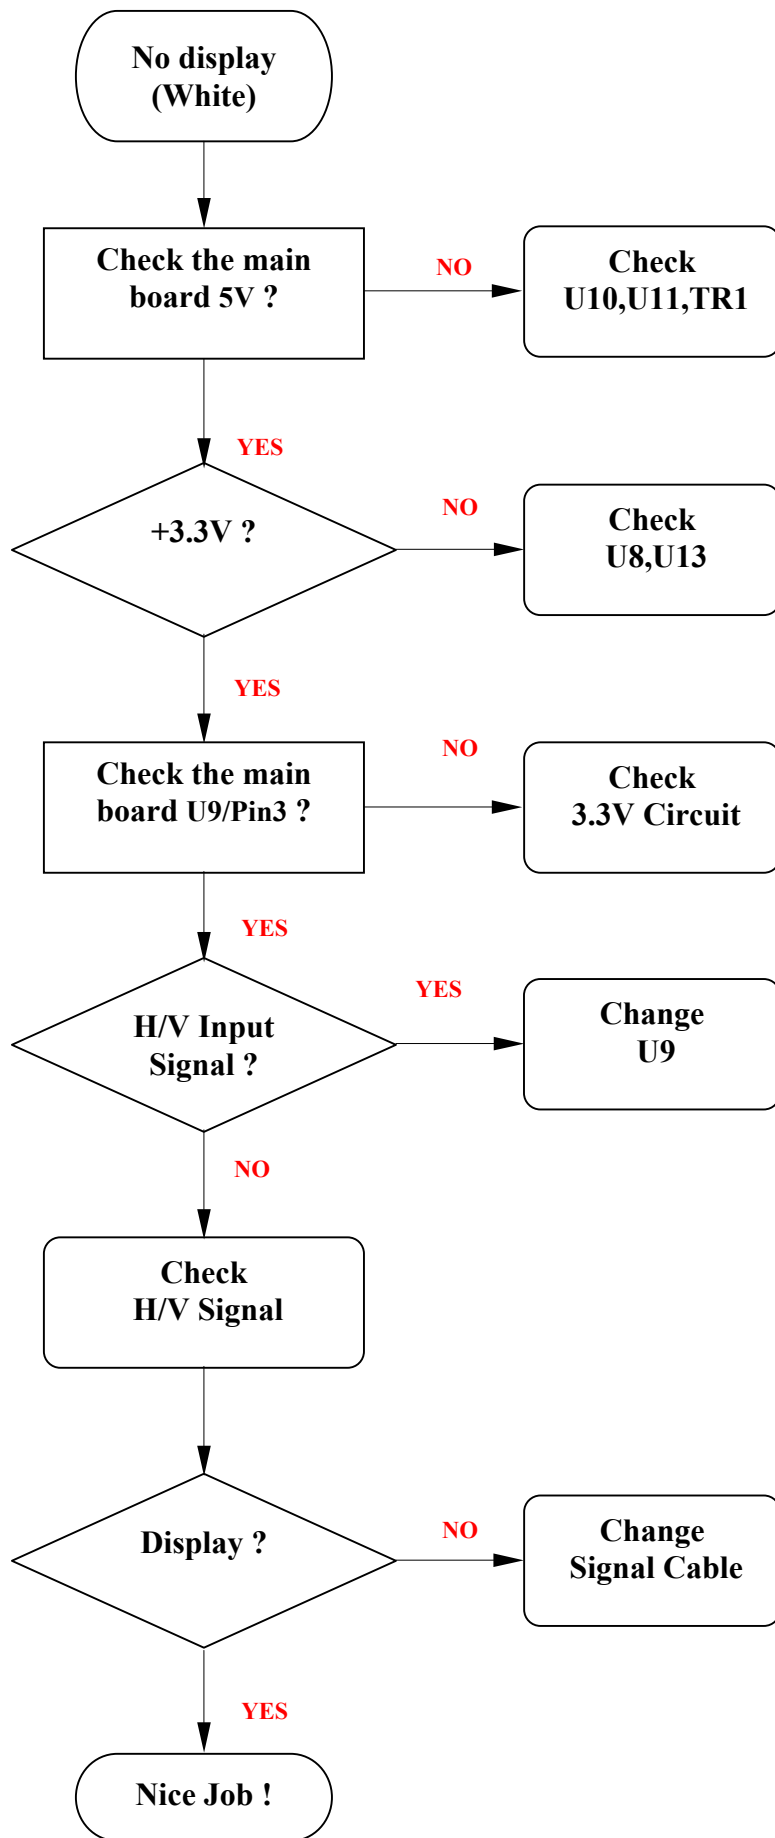 No display
(White)
Check the main
board 5V ?
NO
Check
U10,U11,TR1
YES
+3.3V ?
NO
Check
U8,U13
YES
Check the main
board U9/Pin3 ?
NO
Check
3.3V Circuit
YES
H/V Input
Signal ?
YES
Change
U9
NO
Check
H/V Signal
Display ?
NO
Change
Signal Cable
YES
Nice Job !